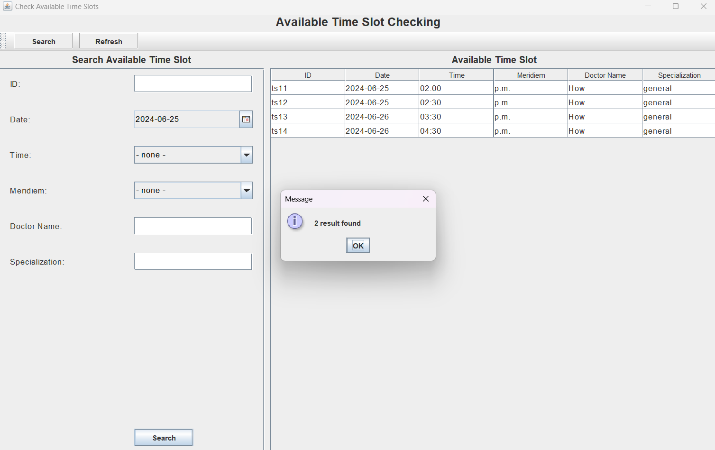 Check Available Time Slots
Available Time Slot Checking
Search Refresh
Search Available Time Slot
ID:
Date: 2024-06-25
Time: - none -
Meridiem: - none -
Doctor Name:
Specialization:
Search
Available Time Slot
ID Date Time Meridiem Doctor Name Specialization
ts11 2024-06-25 02.00 p.m. How general
ts12 2024-06-25 02:30 p.m. How general
ts13 2024-06-26 03:30 p.m. How general
ts14 2024-06-26 04:30 p.m. How general
Message
2 result found
OK